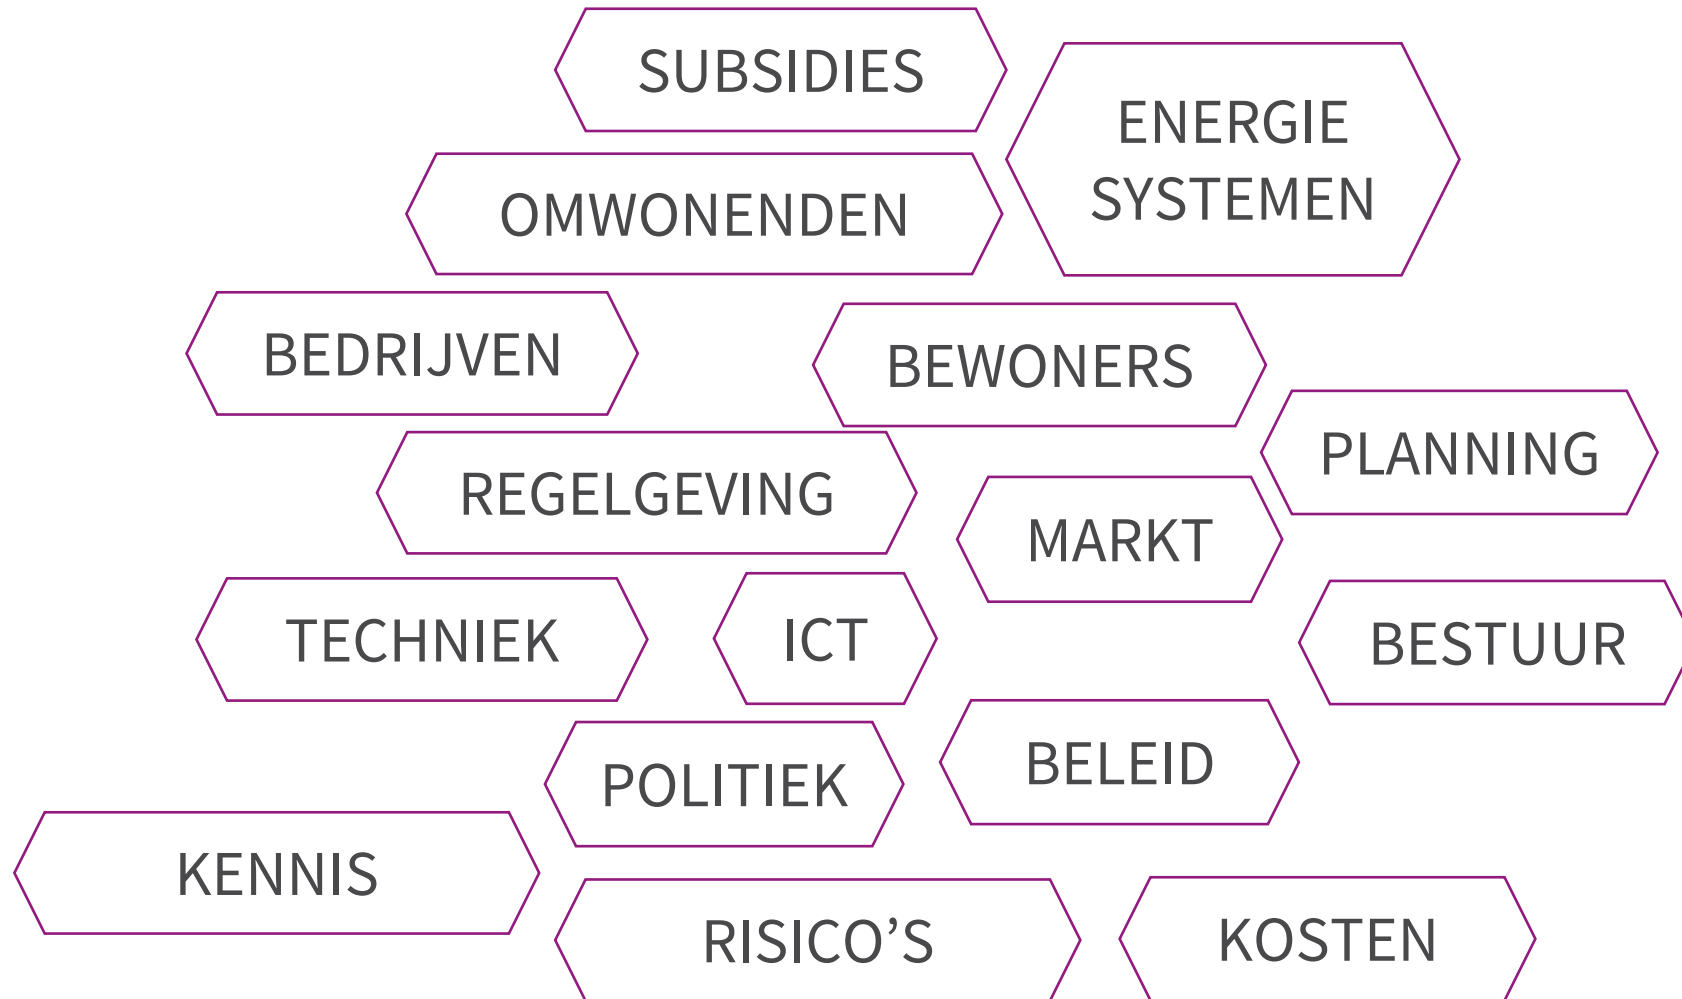 SUBSIDIES
ENERGIE
SYSTEMEN
OMWONENDEN
BEDRIJVEN
BEWONERS
PLANNING
REGELGEVING
MARKT
TECHNIEK
ICT
BESTUUR
BELEID
POLITIEK
KENNIS
RISICO’S
KOSTEN